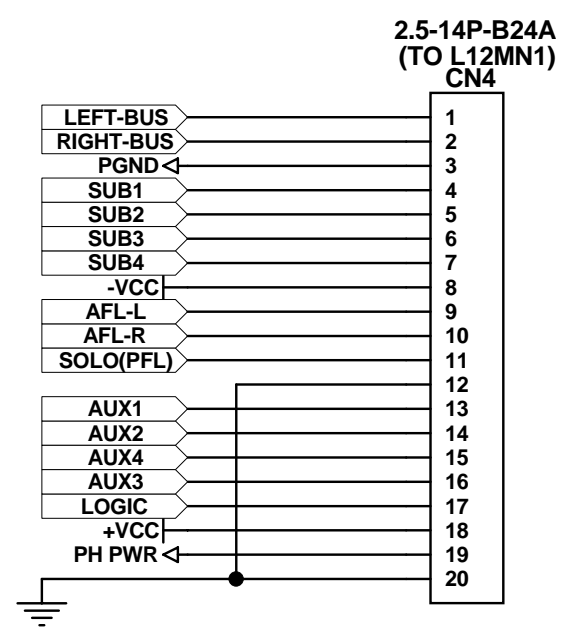 2.5-14P-B24A
(TO L12MN1)
CN4
LEFT-BUS 1
RIGHT-BUS 2
PGND 3
SUB1 4
SUB2 5
SUB3 6
SUB4 7
-VCC 8
AFL-L 9
AFL-R 10
SOLO(PFL) 11
12
AUX1 13
AUX2 14
AUX4 15
AUX3 16
LOGIC 17
+VCC 18
PH PWR 19
20